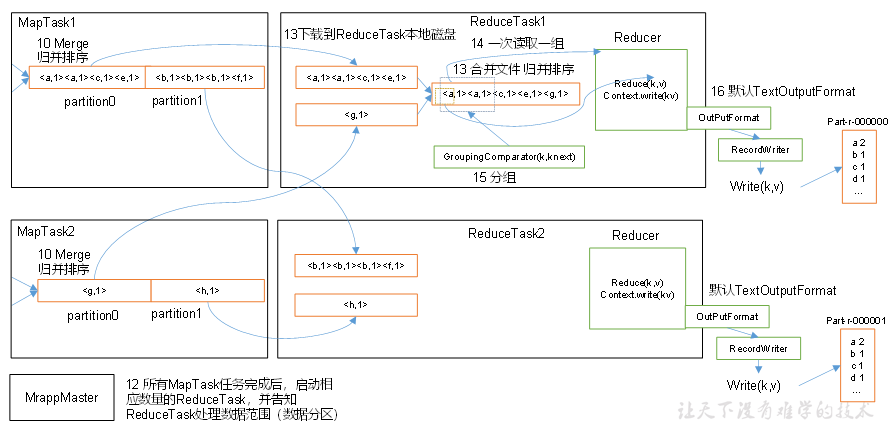 MapTask1
10 Merge
归并排序
<a,1><a,1><c,1><e,1>
<b,1><b,1><b,1><f,1>
partition0
partition1
ReduceTask1
13下载到ReduceTask本地磁盘
14 一次读取一组
Reducer
<a,1><a,1><c,1><e,1>
13 合并文件 归并排序
<a,1><a,1><c,1><e,1><g,1>
<g,1>
Reduce(k,v)
Context.write(kv)
GroupingComparator(k,knext)
15 分组
16 默认TextOutputFormat
OutPutFormat
RecordWriter
Write(k,v)
Part-r-000000
a 2
b 1
c 1
d 1
...
MapTask2
10 Merge
归并排序
<g,1>
<h,1>
partition0
partition1
ReduceTask2
Reducer
<b,1><b,1><b,1><f,1>
<h,1>
Reduce(k,v)
Context.write(kv)
默认TextOutputFormat
OutPutFormat
RecordWriter
Write(k,v)
Part-r-000001
a 2
b 1
c 1
d 1
...
MrappMaster
12 所有MapTask任务完成后，启动相
应数量的ReduceTask，并告知
ReduceTask处理数据范围（数据分区）
让天下没有难学的技术